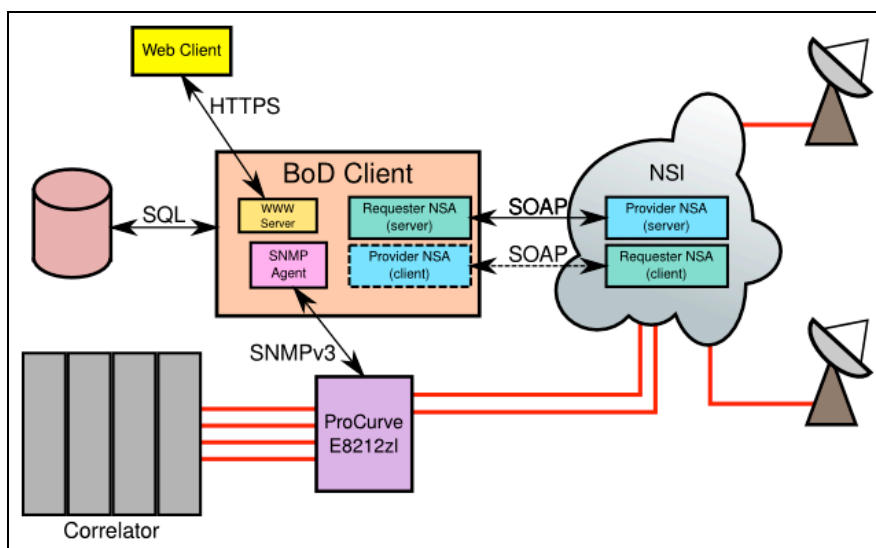 Web Client
HTTPS
BoD Client
NSI
WWW
Server
Requester NSA
(server)
SOAP
Provider NSA
(server)
SQL
SNMP
Agent
Provider NSA
(client)
SOAP
Requester NSA
(client)
SNMPv3
ProCurve
E8212zl
Correlator